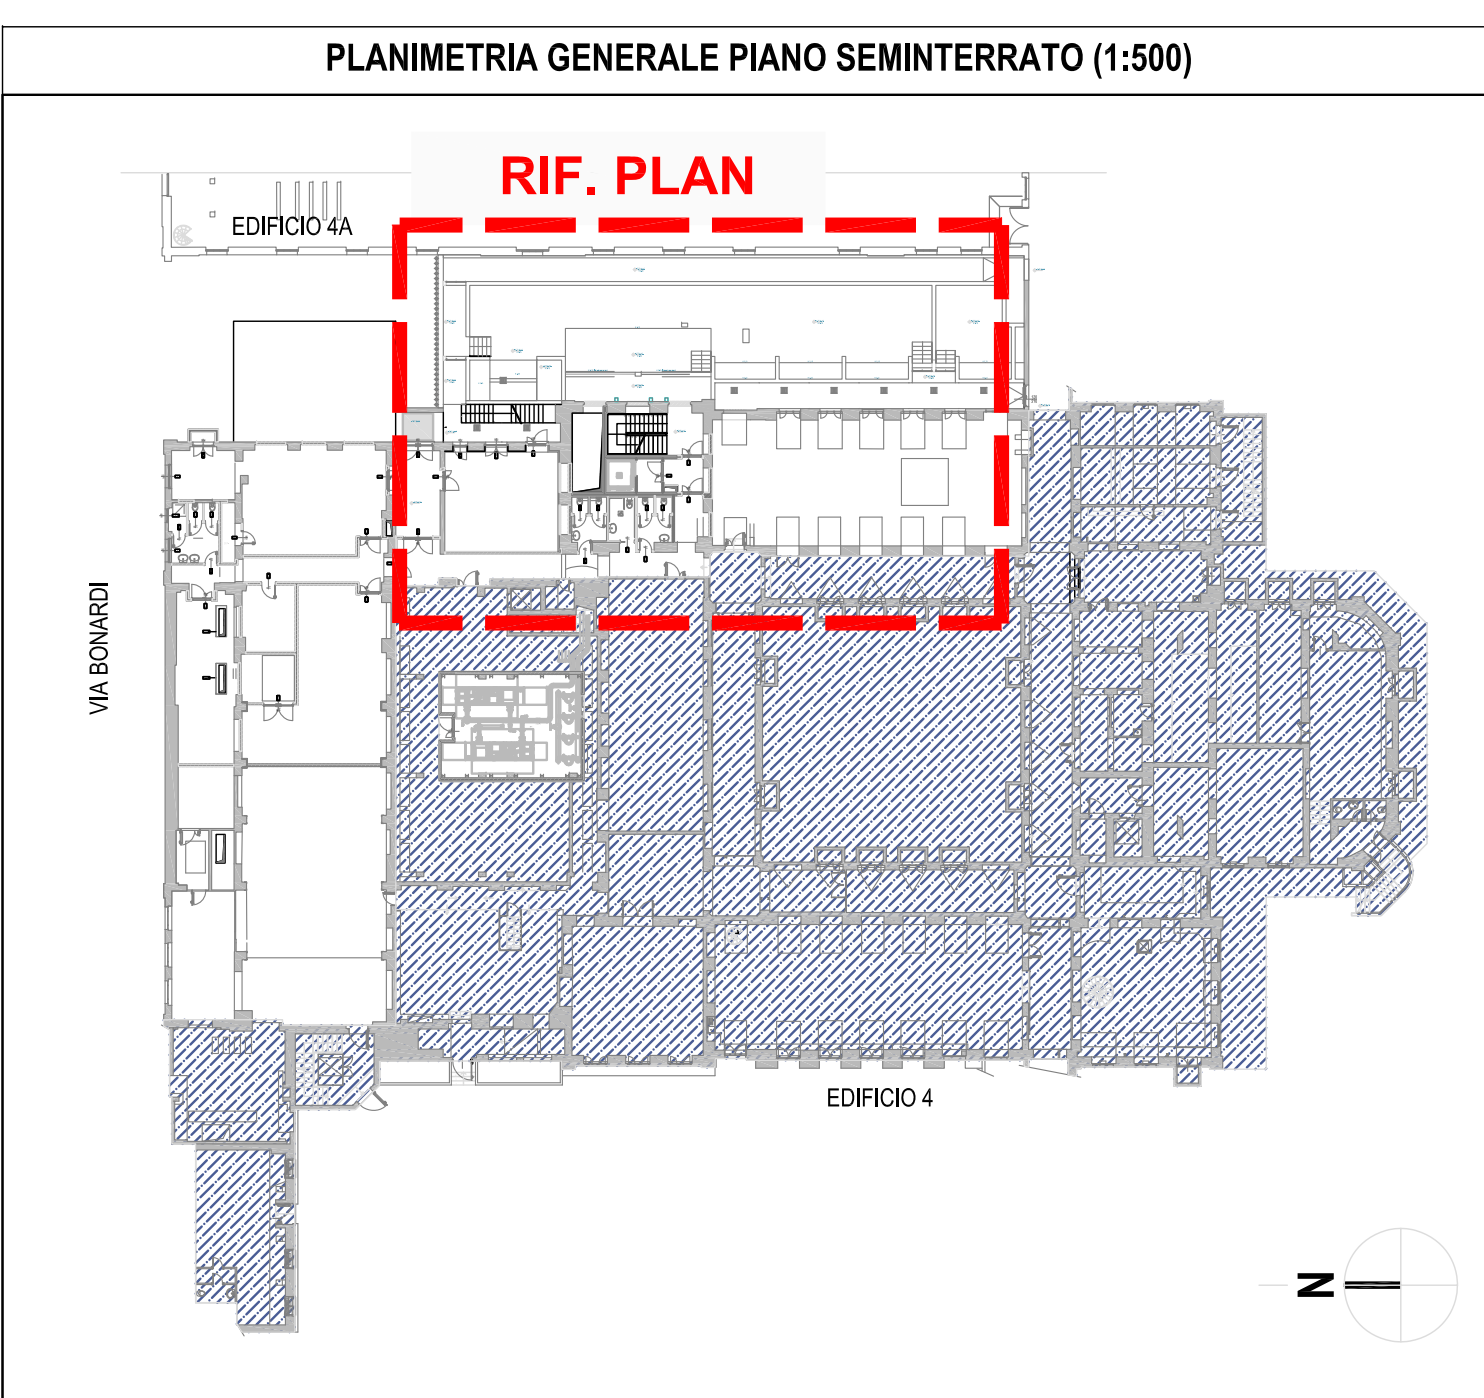 PLANIMETRIA GENERALE PIANO SEMINTERRATO (1:500)
RIF. PLAN
EDIFICIO 4A
VIA BONARDI
EDIFICIO 4
N